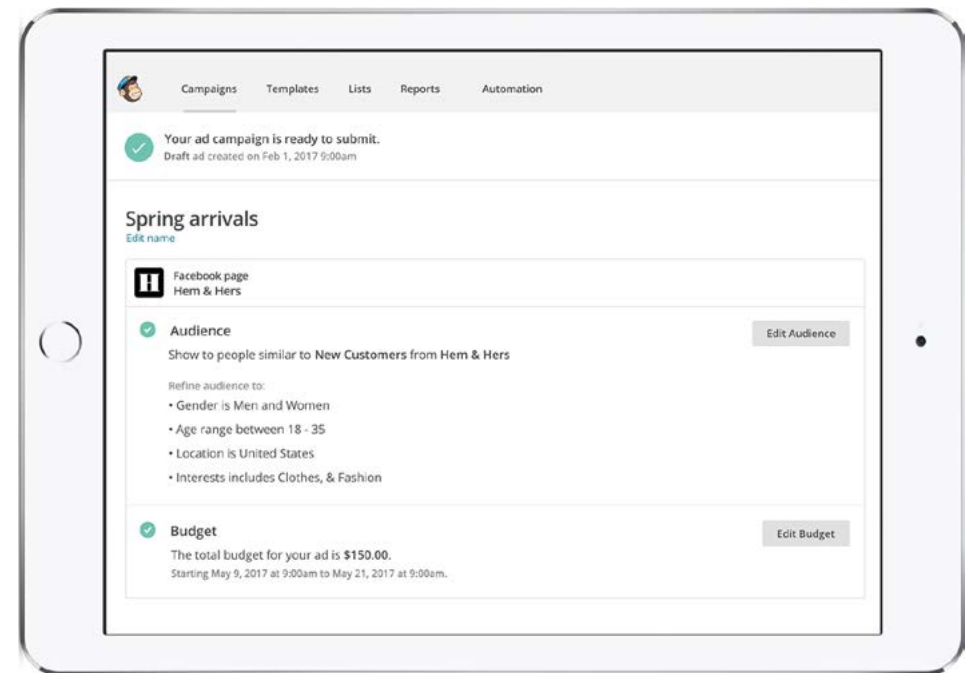 Campaigns Templates Lists Reports Automation
Your ad campaign is ready to submit.
Draft ad created on Feb 1, 2017 9:00am
Spring arrivals
Edit name
H
Facebook page
Hem & Hers
Audience
Edit Audience
Show to people similar to New Customers from Hem & Hers
Refine audience to:
• Gender is Men and Women
• Age range between 18 - 35
• Location is United States
• Interests includes Clothes, & Fashion
Budget
Edit Budget
The total budget for your ad is $150.00.
Starting May 9, 2017 at 9:00am to May 21, 2017 at 9:00am.